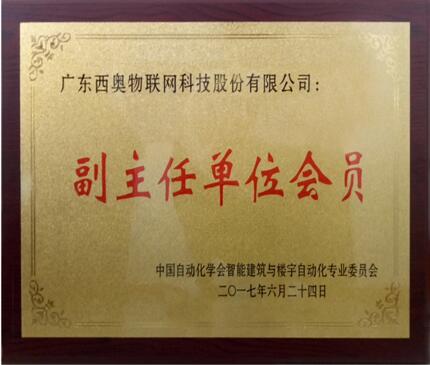 广东西奥物联网科技股份有限公司：
副主任单位会员
中国自动化学会智能建筑与楼宇自动化专业委员会
二〇一七年六月二十四日